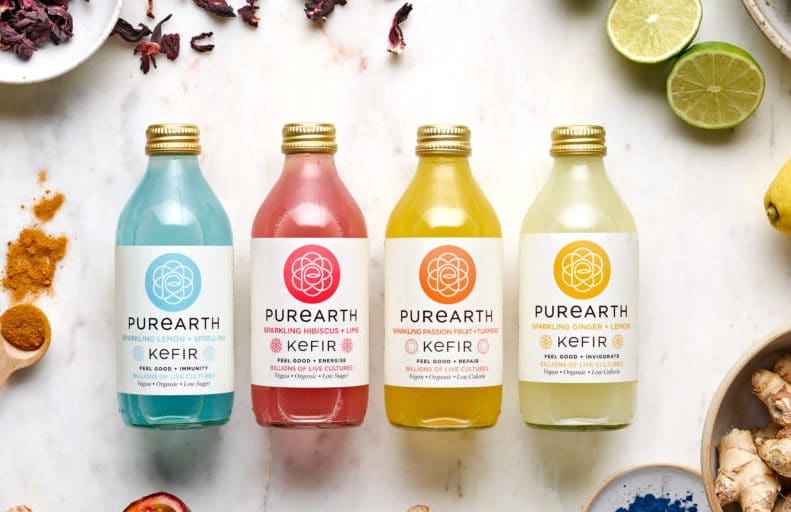 PUREARTH
SPARKLING LEMON + SPIRULINA
KeFIR
FEEL GOOD + IMMUNITY
BILLIONS OF LIVE CULTURES
Vegan • Organic • Low Sugar
PUREARTH
SPARKLING HIBISCUS + LIME
KeFIR
FEEL GOOD + ENERGISE
BILLIONS OF LIVE CULTURES
Vegan • Organic • Low Sugar
PUREARTH
SPARKLING PASSION FRUIT + TURMERIC
KeFIR
FEEL GOOD + REPAIR
BILLIONS OF LIVE CULTURES
Vegan • Organic • Low Calorie
PUREARTH
SPARKLING GINGER + LEMON
KeFIR
FEEL GOOD + INVIGORATE
BILLIONS OF LIVE CULTURES
Vegan • Organic • Low Calorie